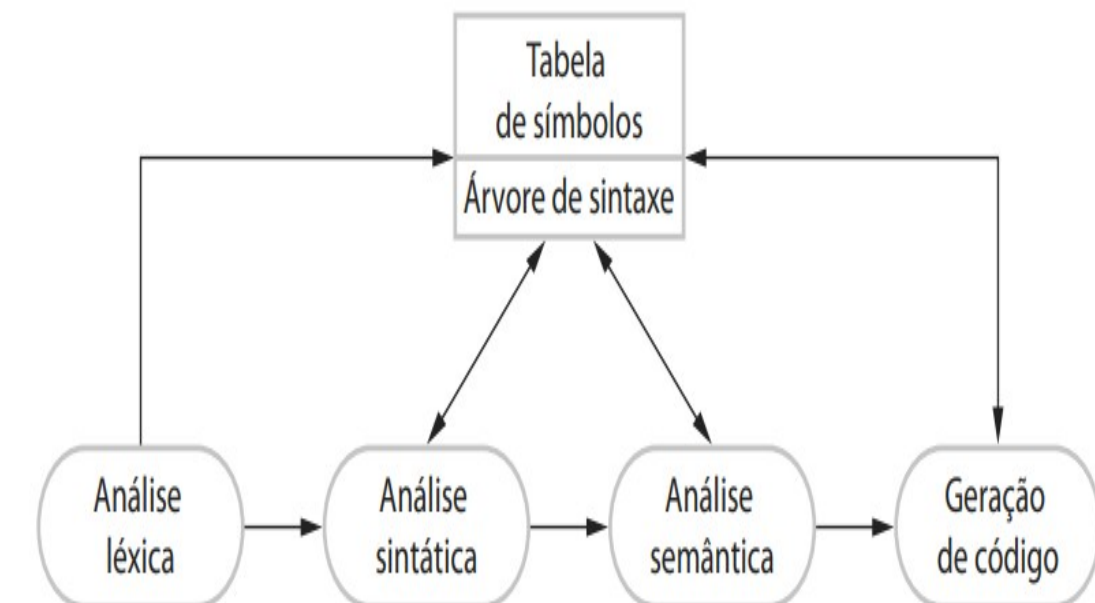 Tabela
de símbolos
Árvore de sintaxe
Análise
léxica
Análise
sintática
Análise
semântica
Geração
de código